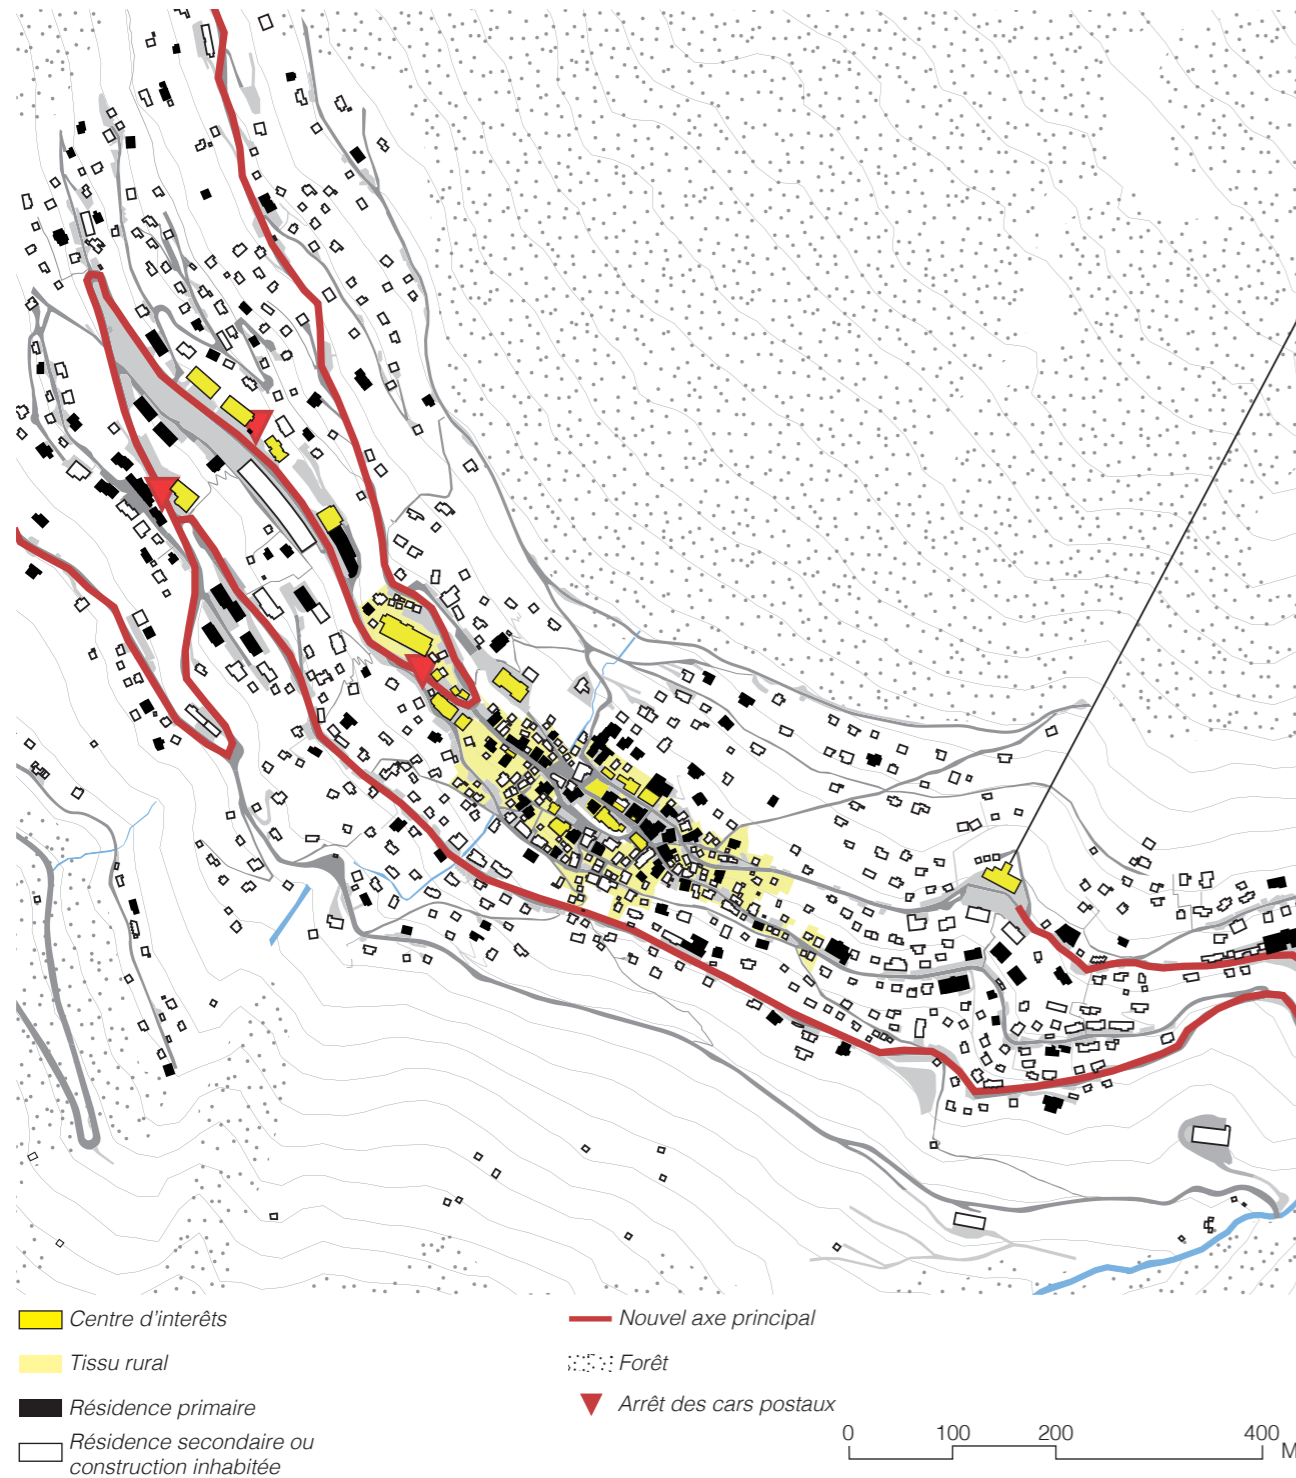 Centre d'interêts
Tissu rural
Résidence primaire
Résidence secondaire ou
construction inhabitée
Nouvel axe principal
Forêt
Arrêt des cars postaux
0 100 200 400
M